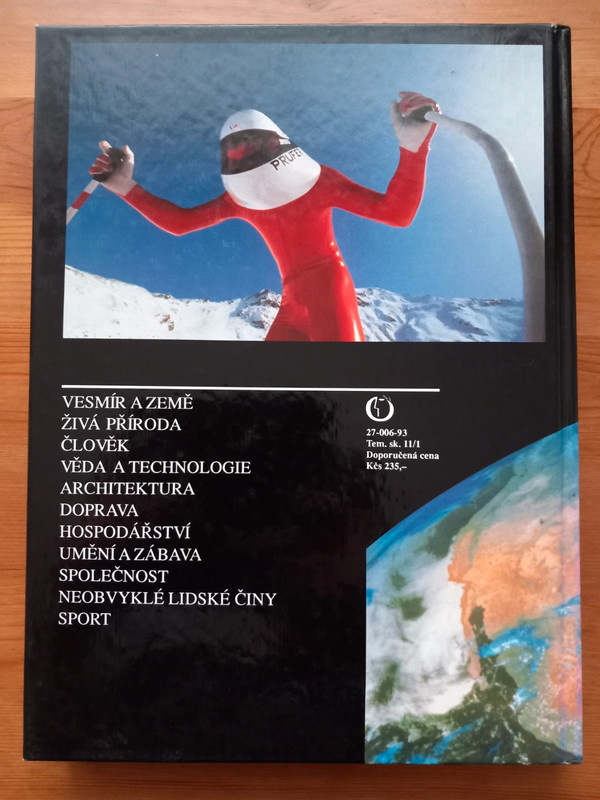 PRUFER
VESMÍR A ZEMĚ
ŽIVÁ PŘÍRODA
ČLOVĚK
VĚDA A TECHNOLOGIE
ARCHITEKTURA
DOPRAVA
HOSPODÁŘSTVÍ
UMĚNÍ A ZÁBAVA
SPOLEČNOST
NEOBVYKLÉ LIDSKÉ ČINY
SPORT
27-006-93
Tem. sk. 11/1
Doporučená cena
Kčs 235,–